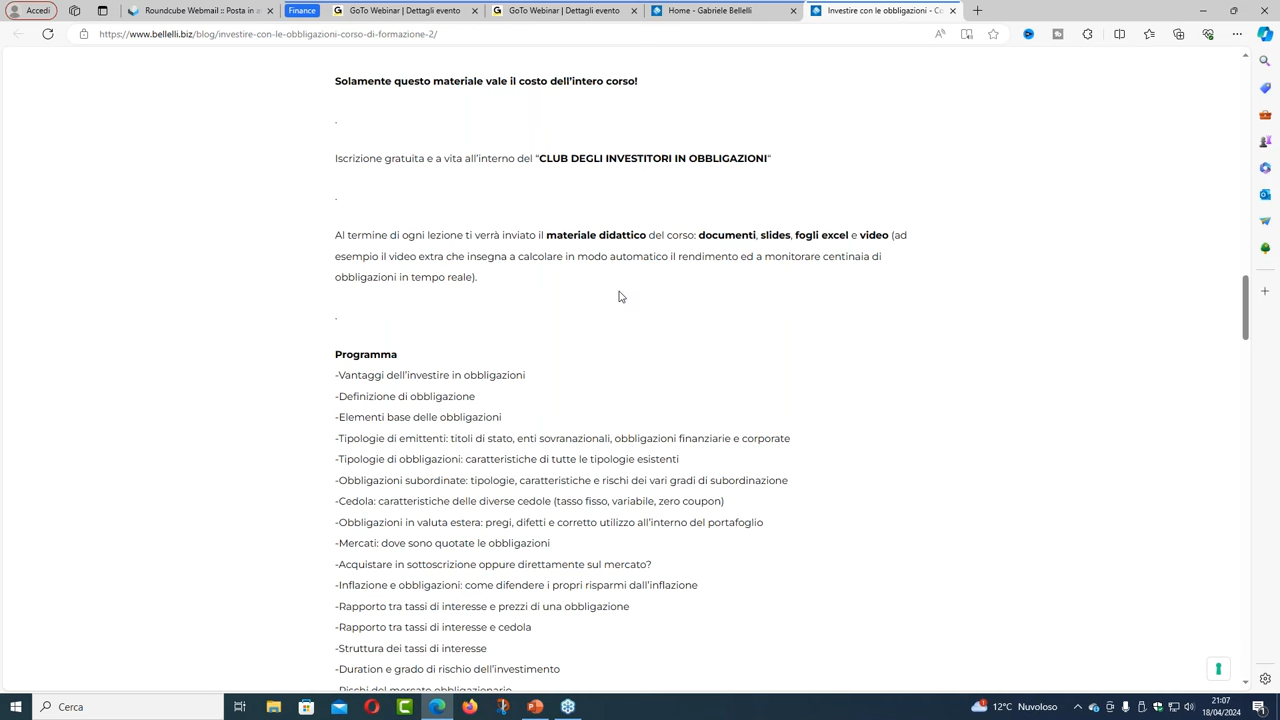 Accedi
Roundcube Webmail :: Posta in a
Finance
GoTo Webinar | Dettagli evento
GoTo Webinar | Dettagli evento
Home - Gabriele Bellelli
Investire con le obbligazioni - Co
https://www.bellelli.biz/blog/investire-con-le-obbligazioni-corso-di-formazione-2/
Solamente questo materiale vale il costo dell'intero corso!
.
Iscrizione gratuita e a vita all'interno del "CLUB DEGLI INVESTITORI IN OBBLIGAZIONI"
.
Al termine di ogni lezione ti verrà inviato il materiale didattico del corso: documenti, slides, fogli excel e video (ad
esempio il video extra che insegna a calcolare in modo automatico il rendimento ed a monitorare centinaia di
obbligazioni in tempo reale).
.
Programma
-Vantaggi dell'investire in obbligazioni
-Definizione di obbligazione
-Elementi base delle obbligazioni
-Tipologie di emittenti: titoli di stato, enti sovranazionali, obbligazioni finanziarie e corporate
-Tipologie di obbligazioni: caratteristiche di tutte le tipologie esistenti
-Obbligazioni subordinate: tipologie, caratteristiche e rischi dei vari gradi di subordinazione
-Cedola: caratteristiche delle diverse cedole (tasso fisso, variabile, zero coupon)
-Obbligazioni in valuta estera: pregi, difetti e corretto utilizzo all'interno del portafoglio
-Mercati: dove sono quotate le obbligazioni
-Acquistare in sottoscrizione oppure direttamente sul mercato?
-Inflazione e obbligazioni: come difendere i propri risparmi dall'inflazione
-Rapporto tra tassi di interesse e prezzi di una obbligazione
-Rapporto tra tassi di interesse e cedola
-Struttura dei tassi di interesse
-Duration e grado di rischio dell'investimento
-Rischi del mercato obbligazionario
Cerca
12°C Nuvoloso
21:07
18/04/2024